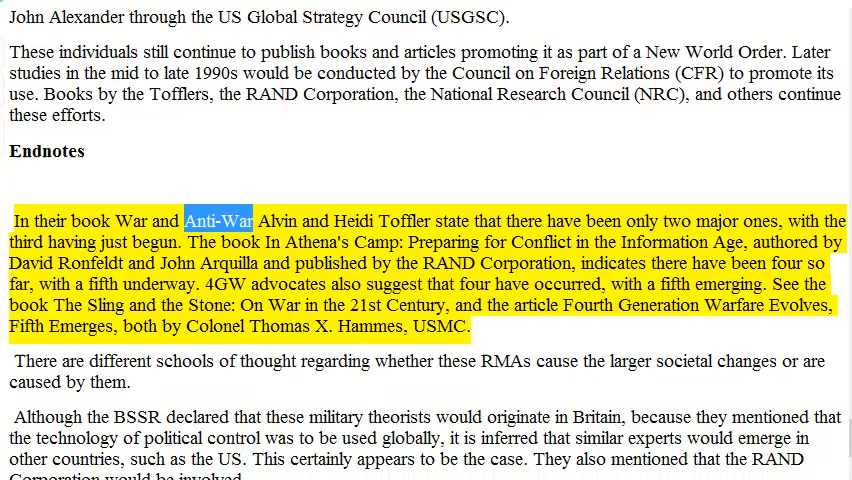 John Alexander through the US Global Strategy Council (USGSC).
These individuals still continue to publish books and articles promoting it as part of a New World Order. Later
studies in the mid to late 1990s would be conducted by the Council on Foreign Relations (CFR) to promote its
use. Books by the Tofflers, the RAND Corporation, the National Research Council (NRC), and others continue
these efforts.
Endnotes
In their book War and Anti-War Alvin and Heidi Toffler state that there have been only two major ones, with the
third having just begun. The book In Athena's Camp: Preparing for Conflict in the Information Age, authored by
David Ronfeldt and John Arquilla and published by the RAND Corporation, indicates there have been four so
far, with a fifth underway. 4GW advocates also suggest that four have occurred, with a fifth emerging. See the
book The Sling and the Stone: On War in the 21st Century, and the article Fourth Generation Warfare Evolves,
Fifth Emerges, both by Colonel Thomas X. Hammes, USMC.
There are different schools of thought regarding whether these RMAs cause the larger societal changes or are
caused by them.
Although the BSSR declared that these military theorists would originate in Britain, because they mentioned that
the technology of political control was to be used globally, it is inferred that similar experts would emerge in
other countries, such as the US. This certainly appears to be the case. They also mentioned that the RAND
Corporation would be involved.